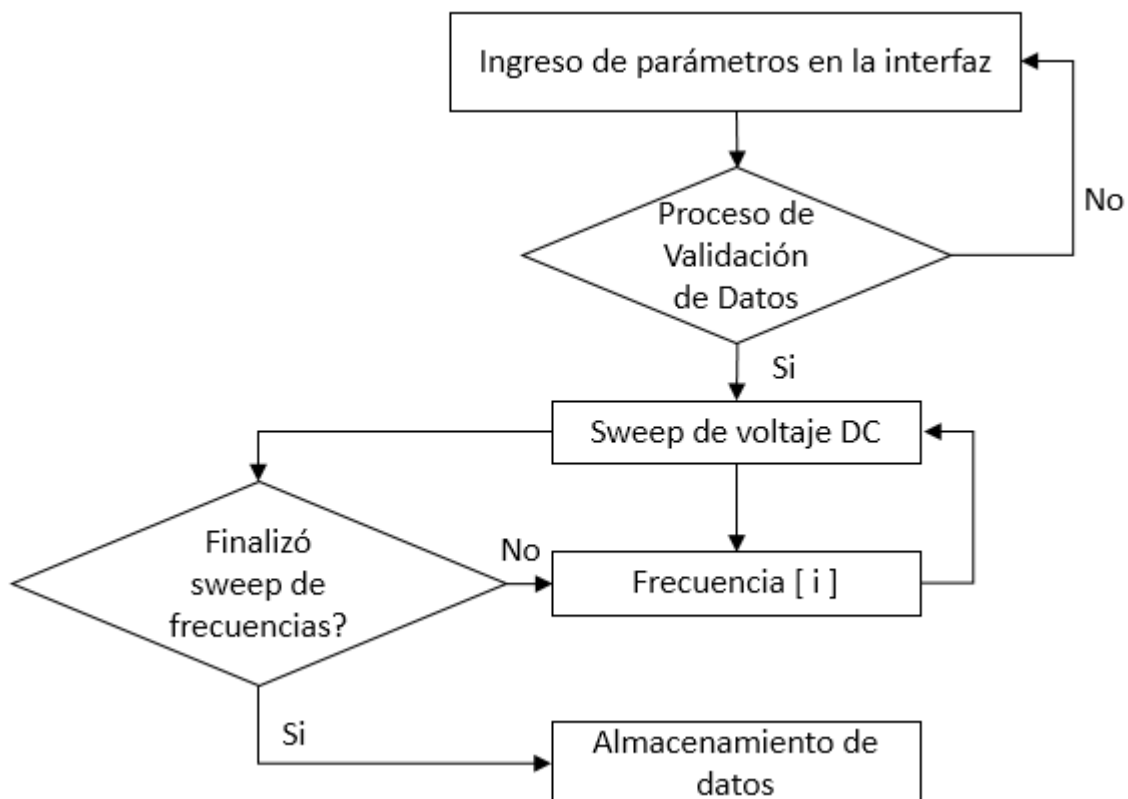 Ingreso de parámetros en la interfaz
No
Proceso de
Validación
de Datos
Si
Sweep de voltaje DC
Finalizó
sweep de
frecuencias?
No
Frecuencia [ i ]
Si
Almacenamiento de
datos